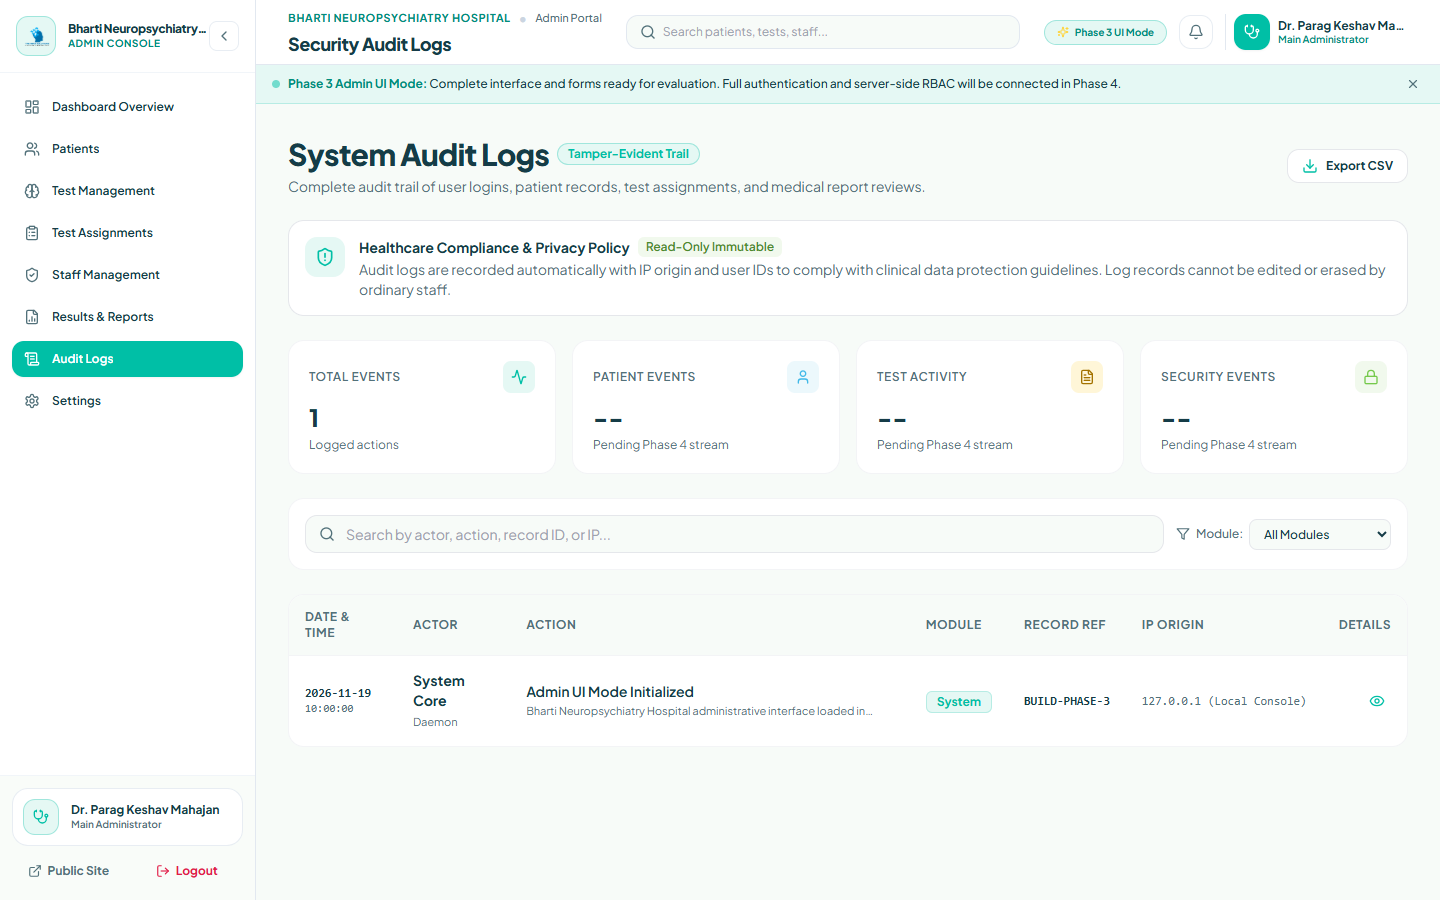 Bharti Neuropsychiatry...
ADMIN CONSOLE
Dashboard Overview
Patients
Test Management
Test Assignments
Staff Management
Results & Reports
Audit Logs
Settings
Dr. Parag Keshav Mahajan
Main Administrator
Public Site
Logout
BHARTI NEUROPSYCHIATRY HOSPITAL
Admin Portal
Security Audit Logs
Search patients, tests, staff...
Phase 3 UI Mode
Dr. Parag Keshav Ma...
Main Administrator
Phase 3 Admin UI Mode: Complete interface and forms ready for evaluation. Full authentication and server-side RBAC will be connected in Phase 4.
System Audit Logs
Tamper-Evident Trail
Complete audit trail of user logins, patient records, test assignments, and medical report reviews.
Export CSV
Healthcare Compliance & Privacy Policy
Read-Only Immutable
Audit logs are recorded automatically with IP origin and user IDs to comply with clinical data protection guidelines. Log records cannot be edited or erased by
ordinary staff.
TOTAL EVENTS
1
Logged actions
PATIENT EVENTS
--
Pending Phase 4 stream
TEST ACTIVITY
--
Pending Phase 4 stream
SECURITY EVENTS
--
Pending Phase 4 stream
Search by actor, action, record ID, or IP...
Module:
All Modules
DATE &
TIME
ACTOR
ACTION
MODULE
RECORD REF
IP ORIGIN
DETAILS
2026-11-19
10:00:00
System
Core
Daemon
Admin UI Mode Initialized
Bharti Neuropsychiatry Hospital administrative interface loaded in...
System
BUILD-PHASE-3
127.0.0.1 (Local Console)